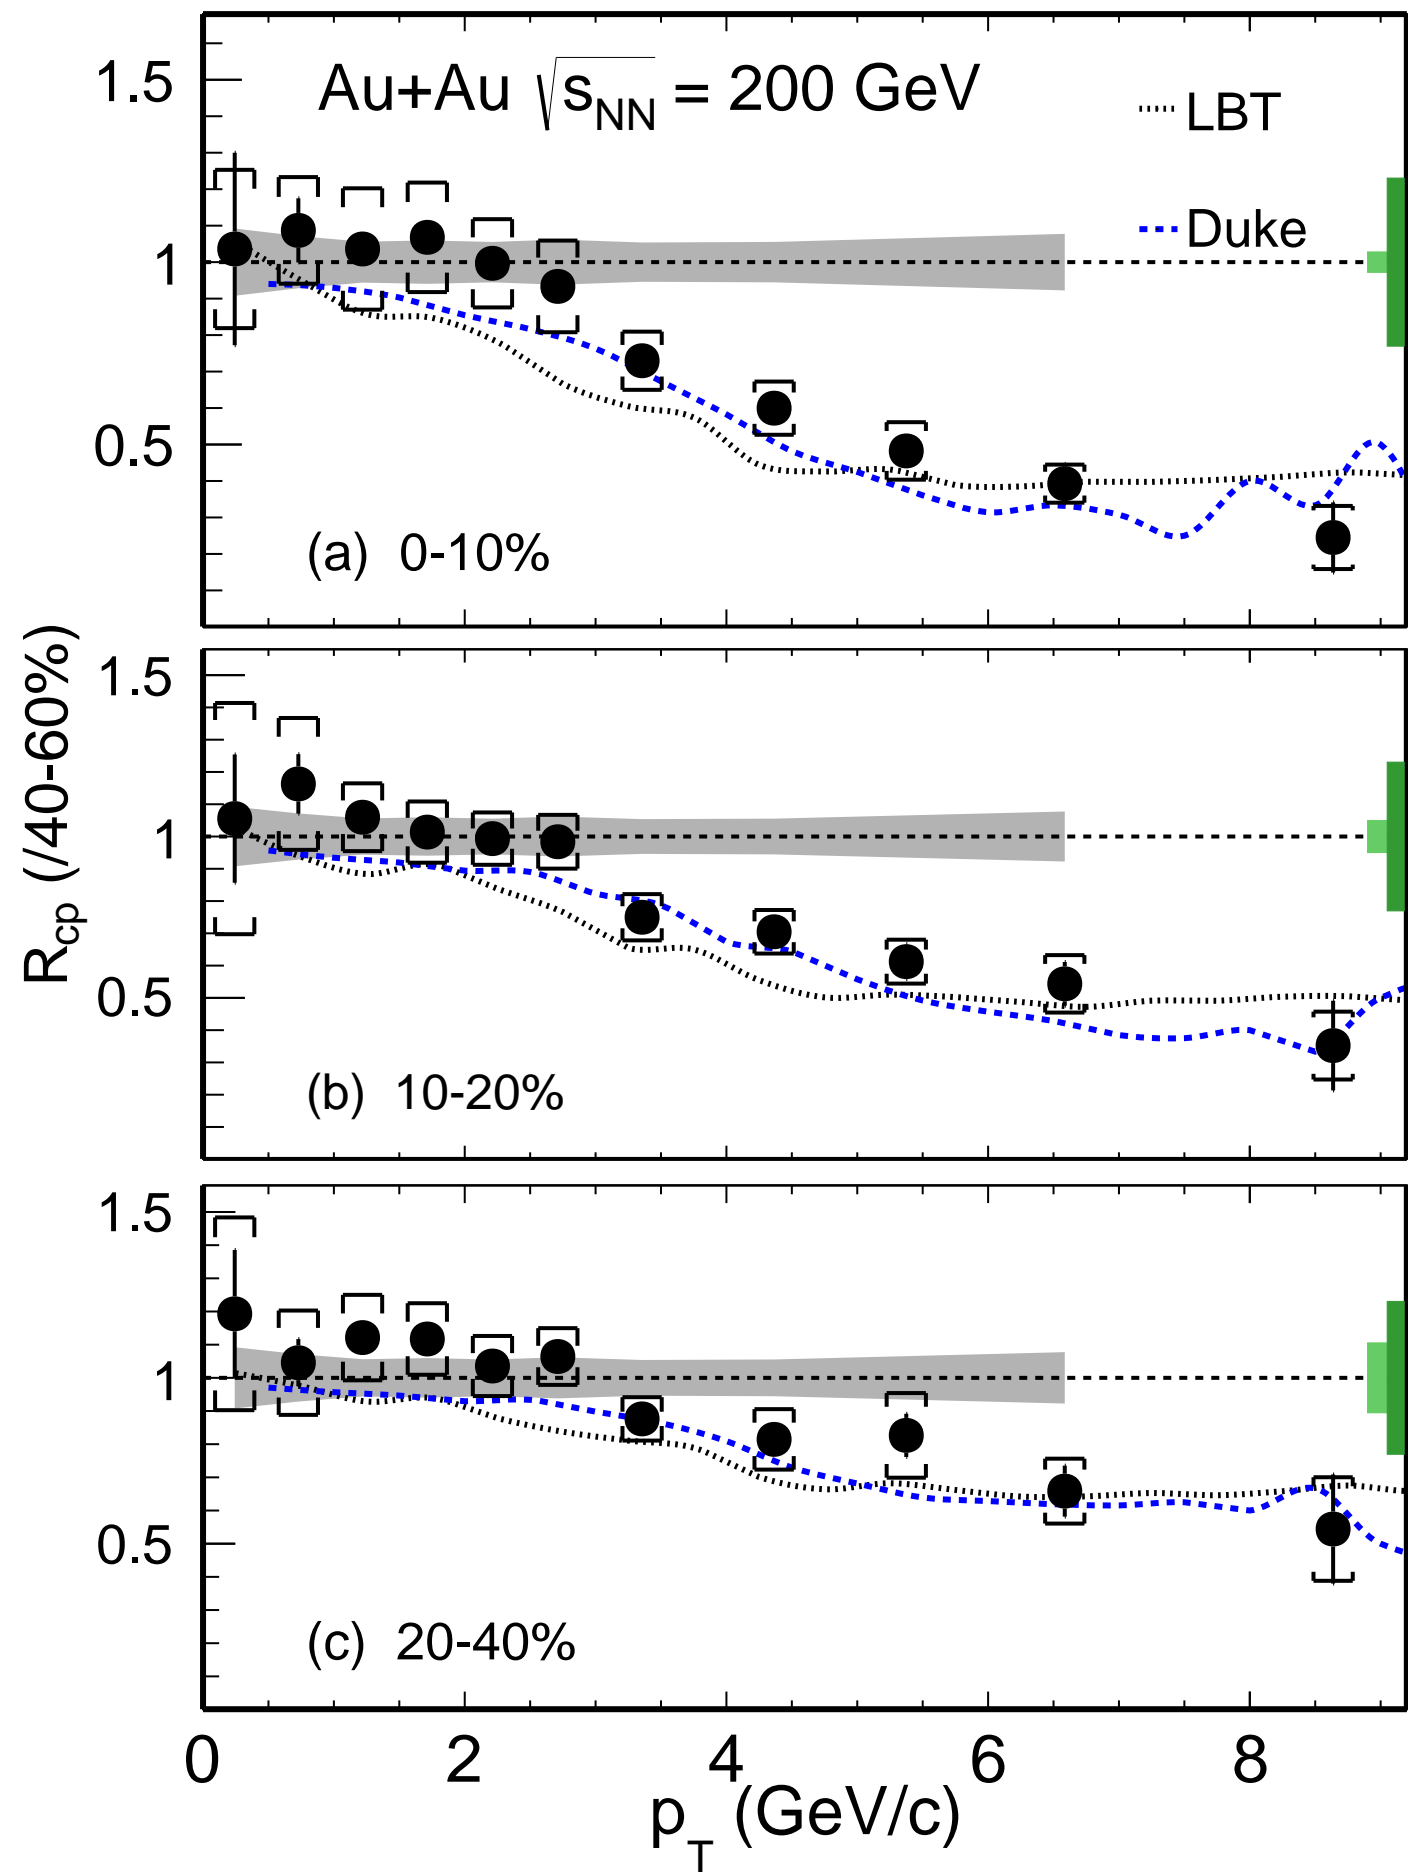 Au+Au √sNN = 200 GeV
LBT
Duke
1.5
1
0.5
(a) 0-10%
Rcp (/40-60%)
1.5
1
0.5
(b) 10-20%
1.5
1
0.5
(c) 20-40%
0 2 4 6 8
pT (GeV/c)